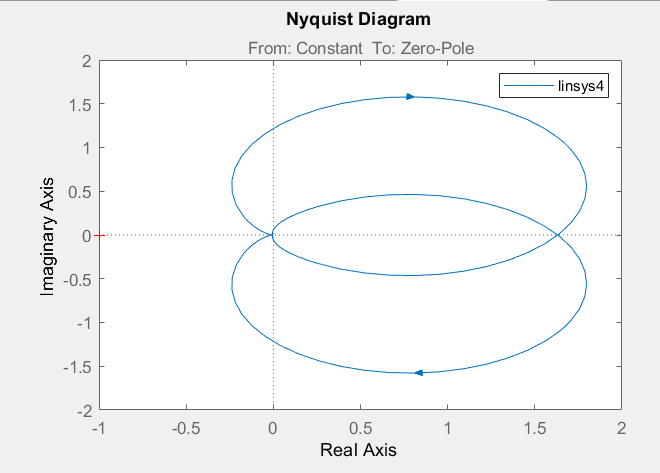 Nyquist Diagram
From: Constant To: Zero-Pole
linsys4
2
1.5
1
0.5
0
-0.5
-1
-1.5
-2
Imaginary Axis
-1 -0.5 0 0.5 1 1.5 2
Real Axis